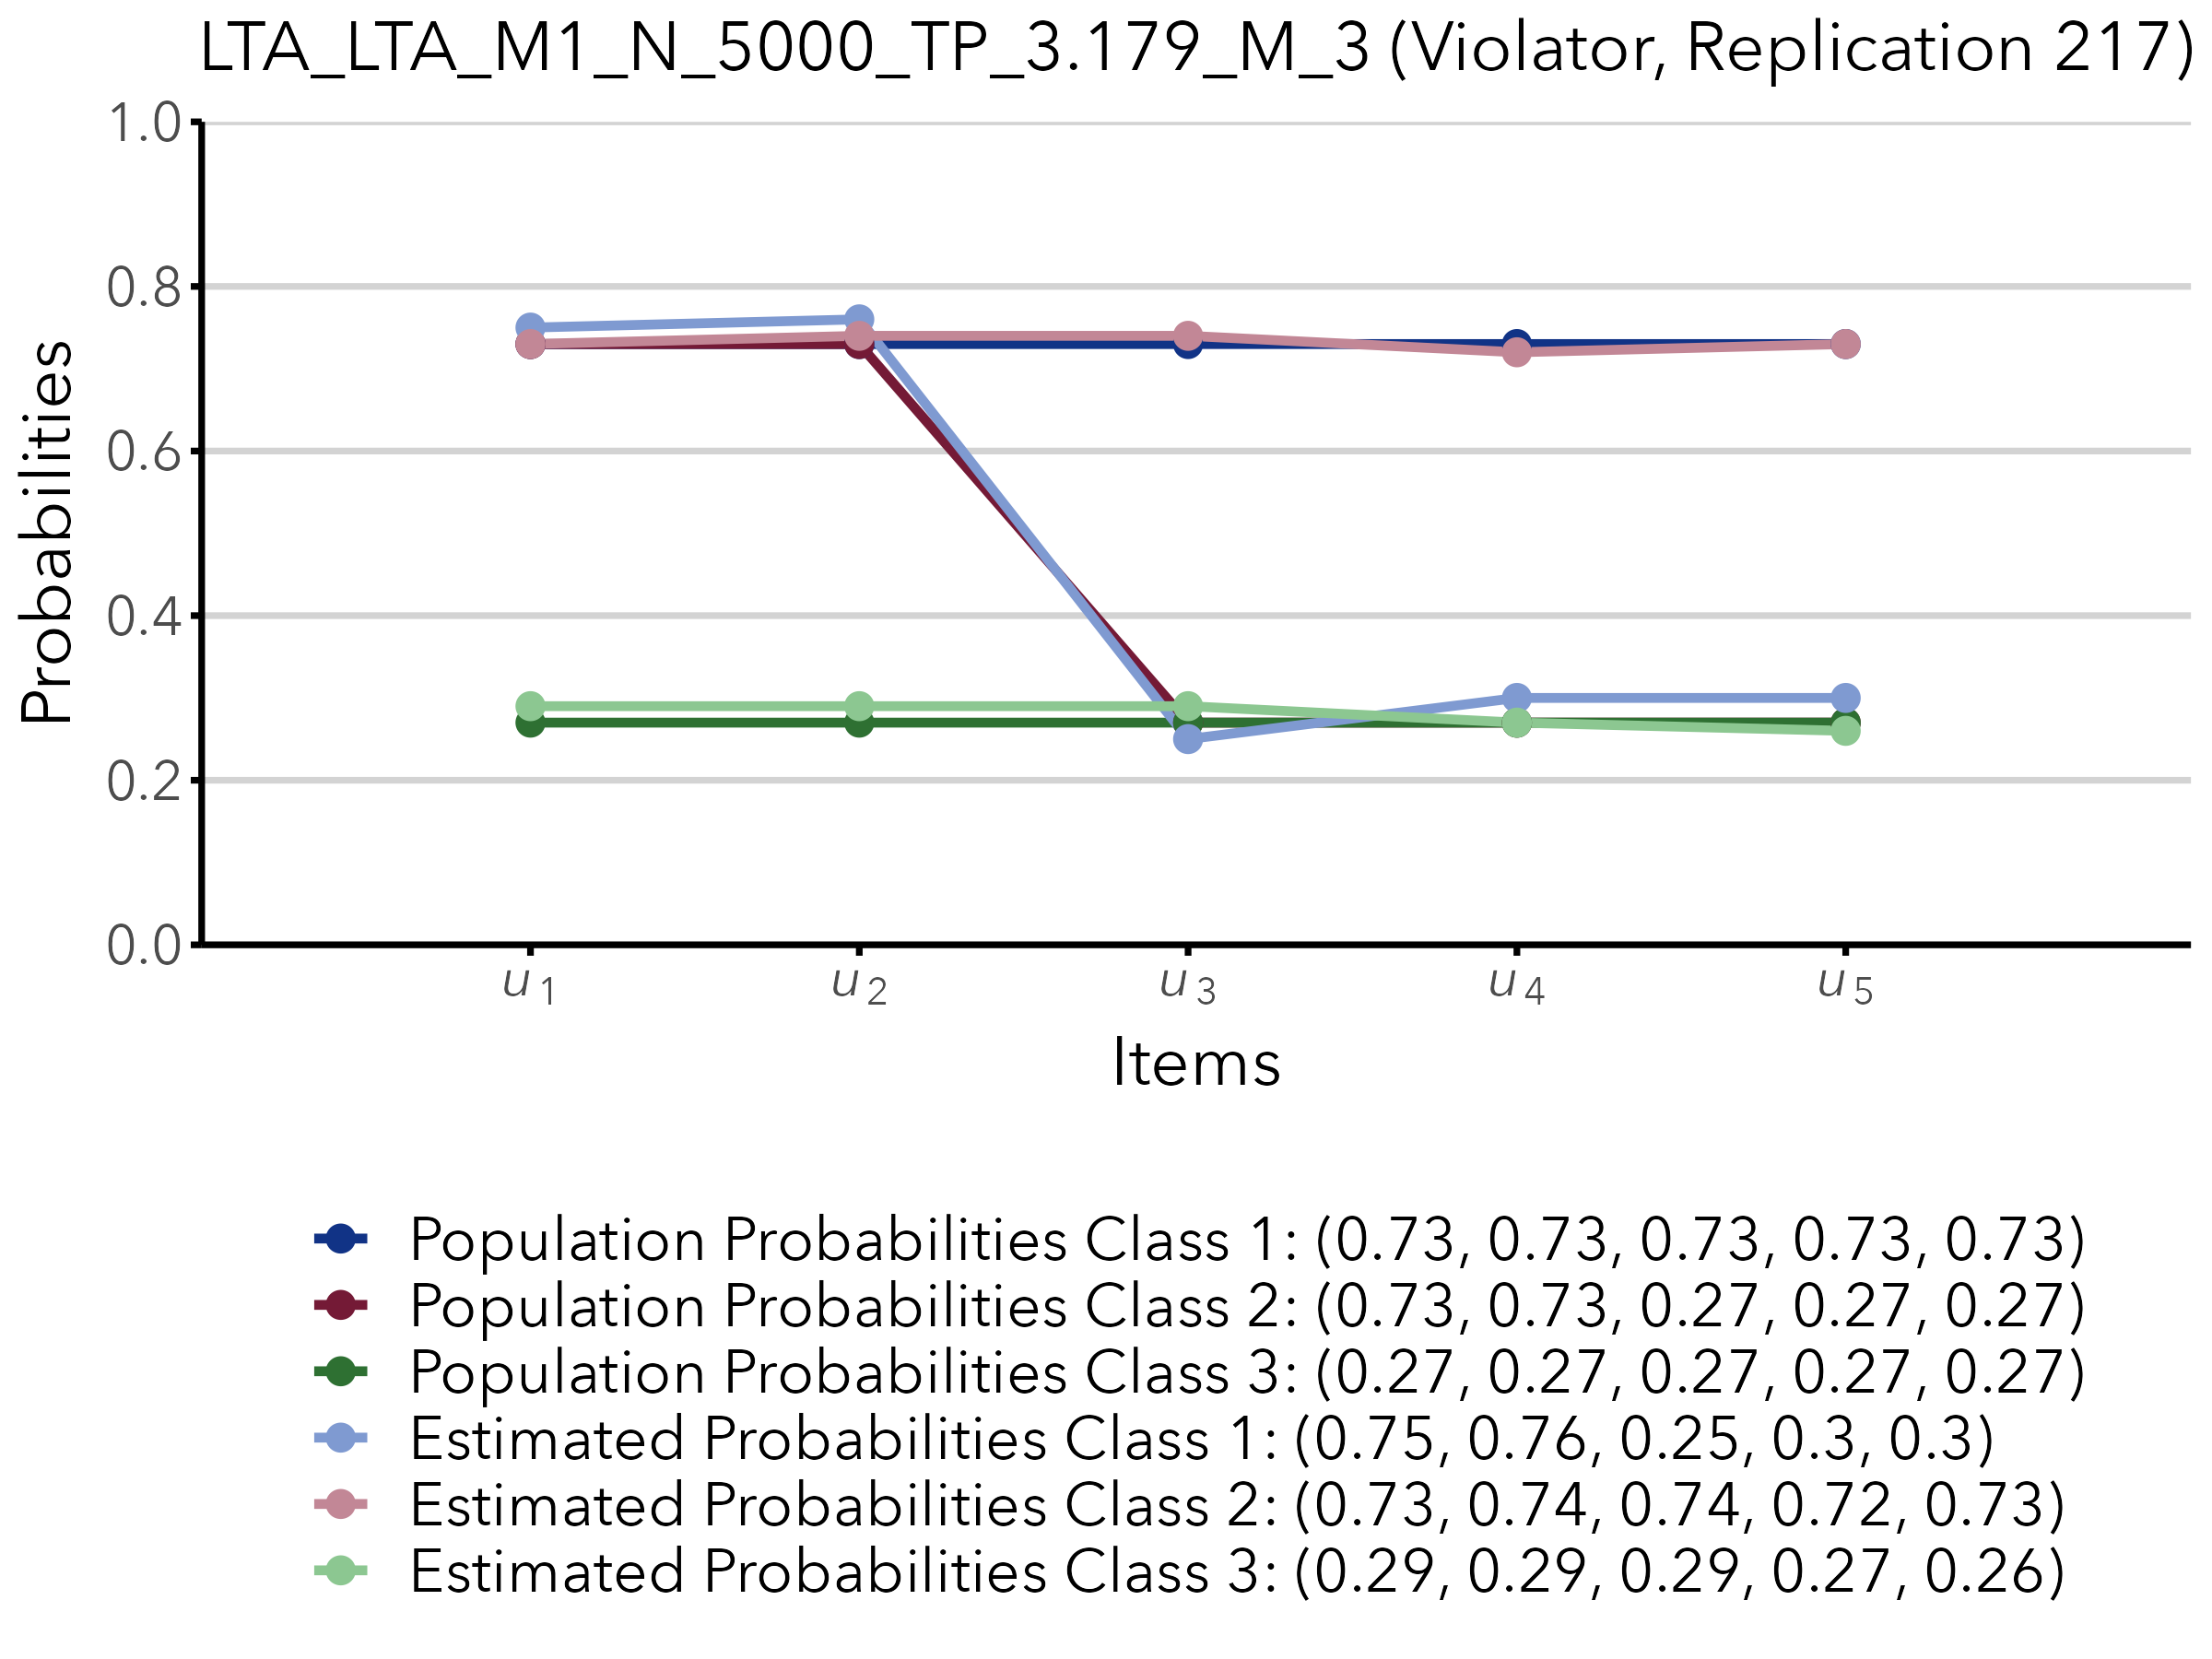 LTA_LTA_M1_N_5000_TP_3.179_M_3 (Violator, Replication 217)
1.0
0.8
0.6
0.4
0.2
0.0
Probabilities
u1 u2 u3 u4 u5
Items
Population Probabilities Class 1: (0.73, 0.73, 0.73, 0.73, 0.73)
Population Probabilities Class 2: (0.73, 0.73, 0.27, 0.27, 0.27)
Population Probabilities Class 3: (0.27, 0.27, 0.27, 0.27, 0.27)
Estimated Probabilities Class 1: (0.75, 0.76, 0.25, 0.3, 0.3)
Estimated Probabilities Class 2: (0.73, 0.74, 0.74, 0.72, 0.73)
Estimated Probabilities Class 3: (0.29, 0.29, 0.29, 0.27, 0.26)